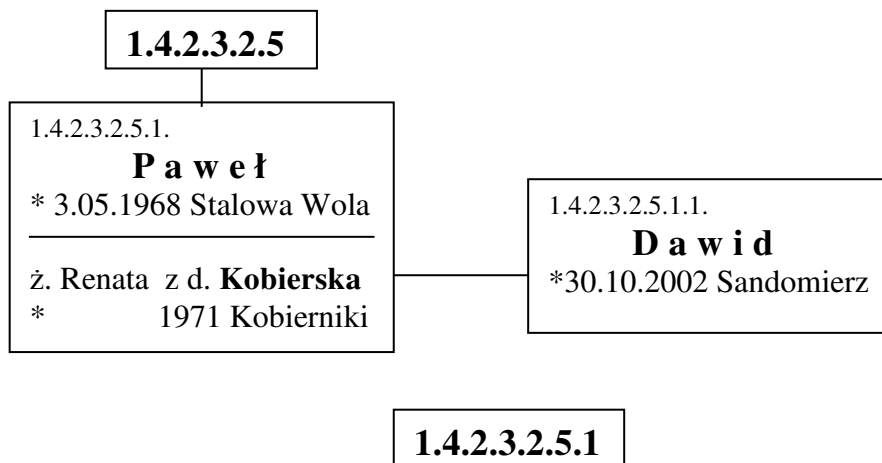 1.4.2.3.2.5
1.4.2.3.2.5.1.
P a w e ł
* 3.05.1968 Stalowa Wola
ż. Renata z d. Kobierska
* 1971 Kobierniki
1.4.2.3.2.5.1.1.
D a w i d
*30.10.2002 Sandomierz
1.4.2.3.2.5.1